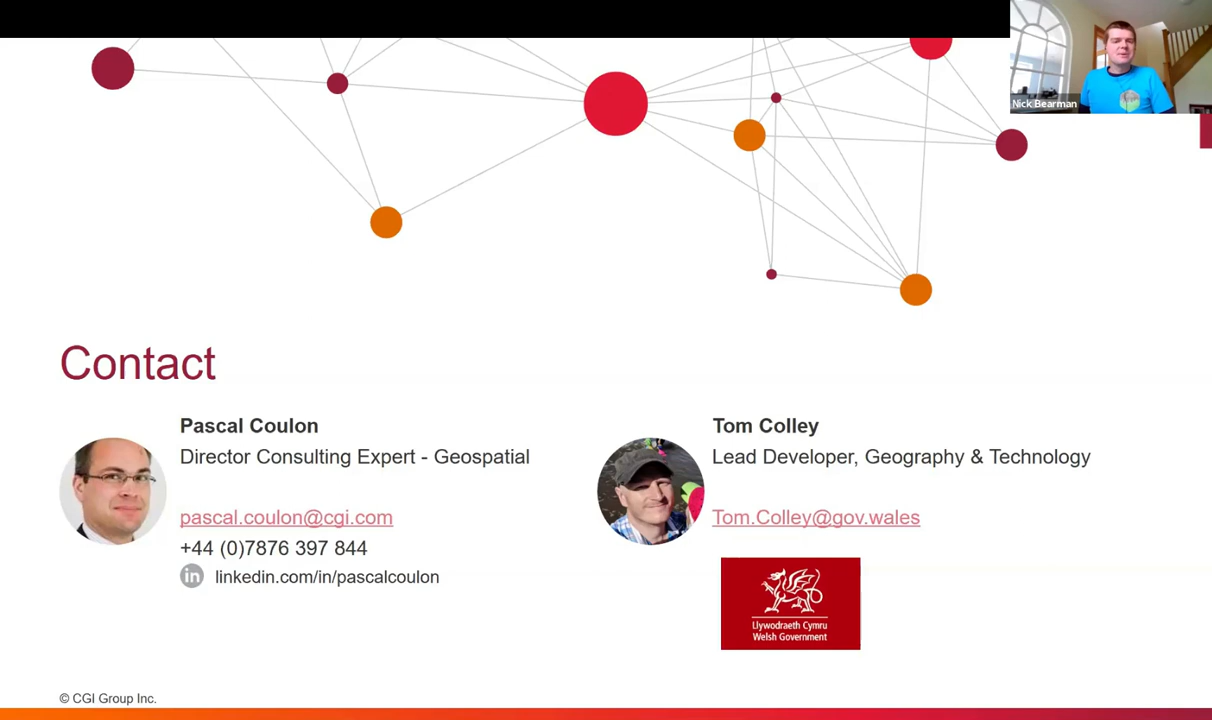 Nick Bearman
Contact
Pascal Coulon
Director Consulting Expert - Geospatial
pascal.coulon@cgi.com
+44 (0)7876 397 844
in linkedin.com/in/pascalcoulon
Tom Colley
Lead Developer, Geography & Technology
Tom.Colley@gov.wales
Llywodraeth Cymru
Welsh Government
© CGI Group Inc.